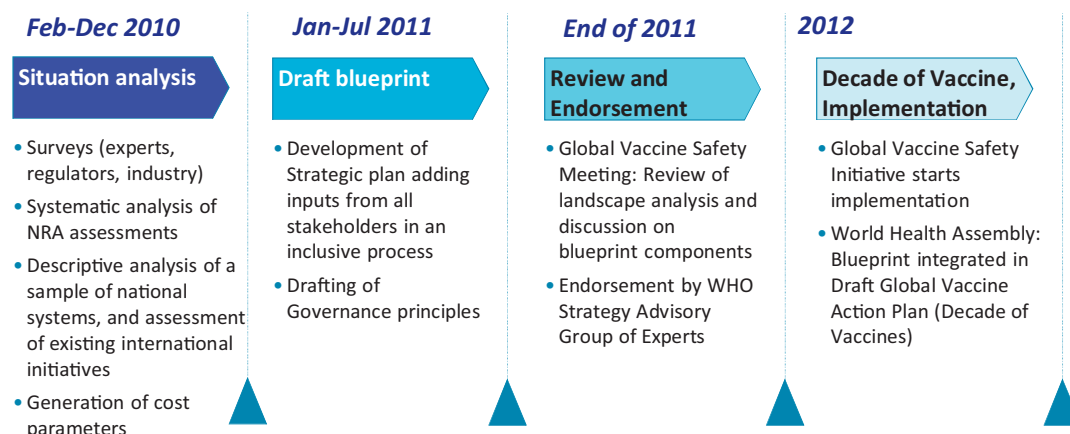 Feb-Dec 2010
Situation analysis
• Surveys (experts,
regulators, industry)
• Systematic analysis of
NRA assessments
• Descriptive analysis of a
sample of national
systems, and assessment
of existing international
initiatives
• Generation of cost
parameters
Jan-Jul 2011
Draft blueprint
• Development of
Strategic plan adding
inputs from all
stakeholders in an
inclusive process
• Drafting of
Governance principles
End of 2011
Review and
Endorsement
• Global Vaccine Safety
Meeting: Review of
landscape analysis and
discussion on
blueprint components
• Endorsement by WHO
Strategy Advisory
Group of Experts
2012
Decade of Vaccine,
Implementation
• Global Vaccine Safety
Initiative starts
implementation
• World Health Assembly:
Blueprint integrated in
Draft Global Vaccine
Action Plan (Decade of
Vaccines)